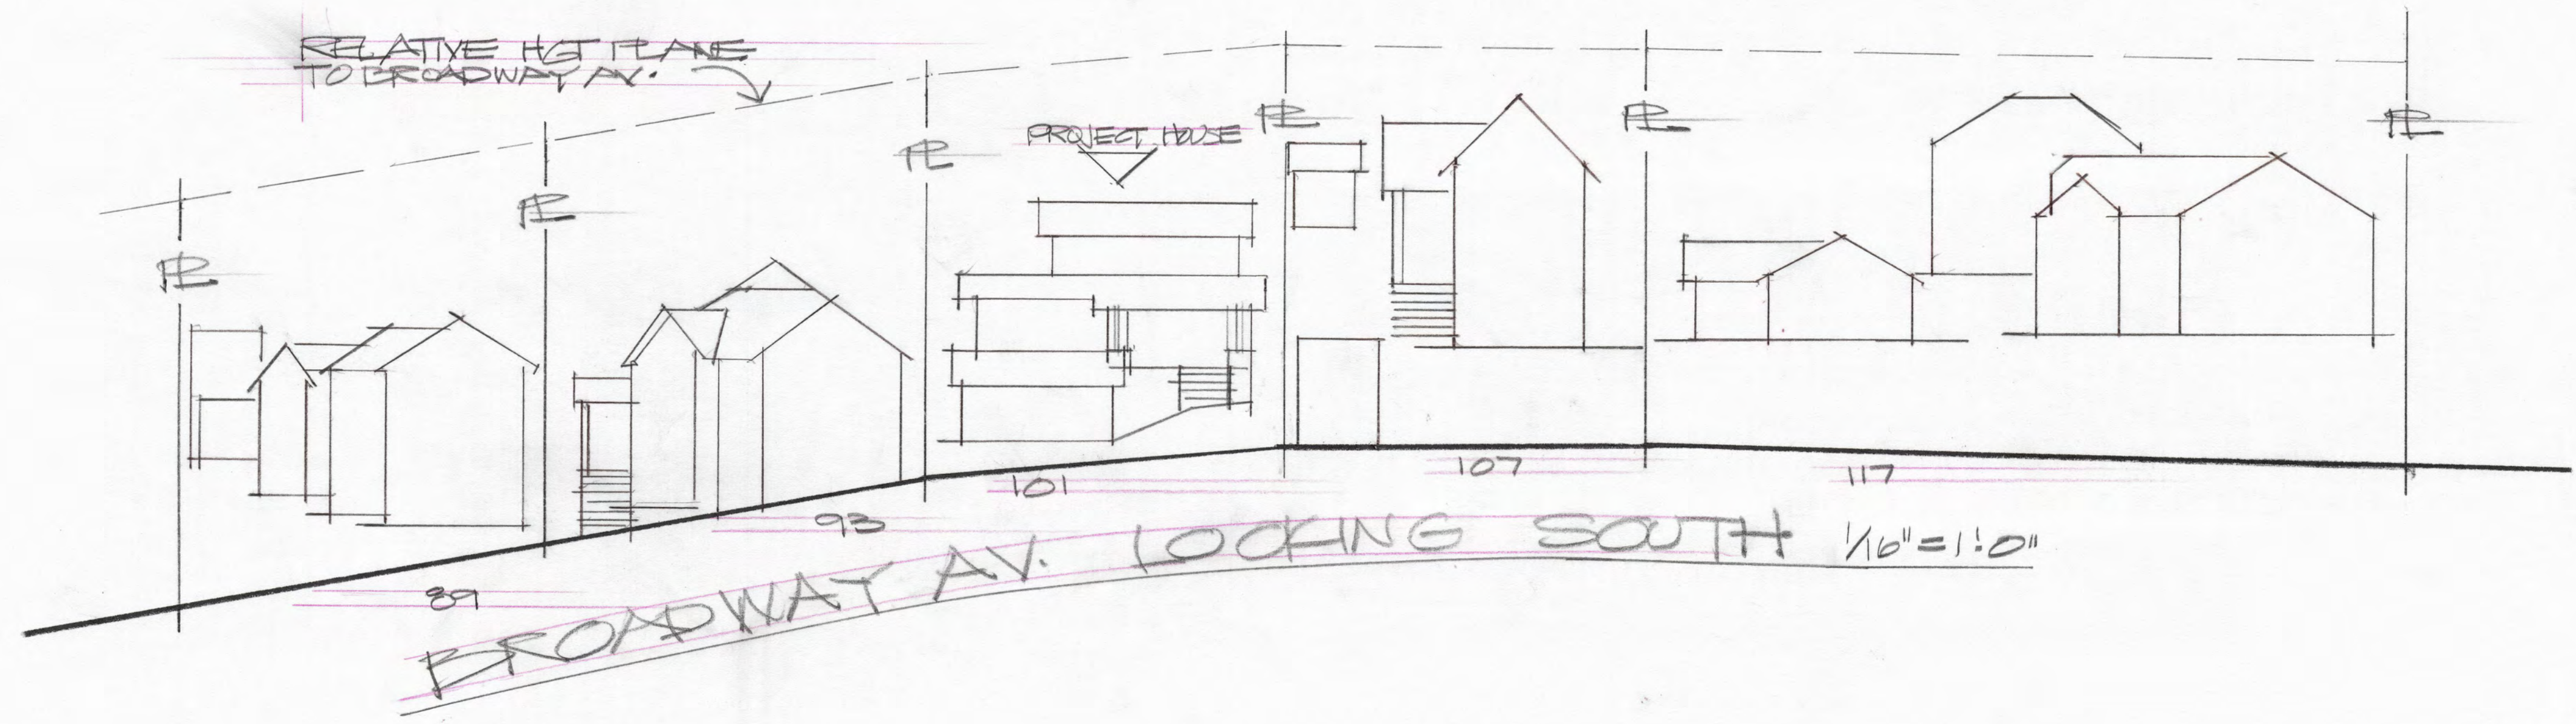 RELATIVE HGT PLANE
TO BROADWAY AV.
PL
PL
PL
PROJECT HOUSE
PL
PL
PL
89
93
101
107
117
BROADWAY AV. LOOKING SOUTH 1/16"=1'.0"